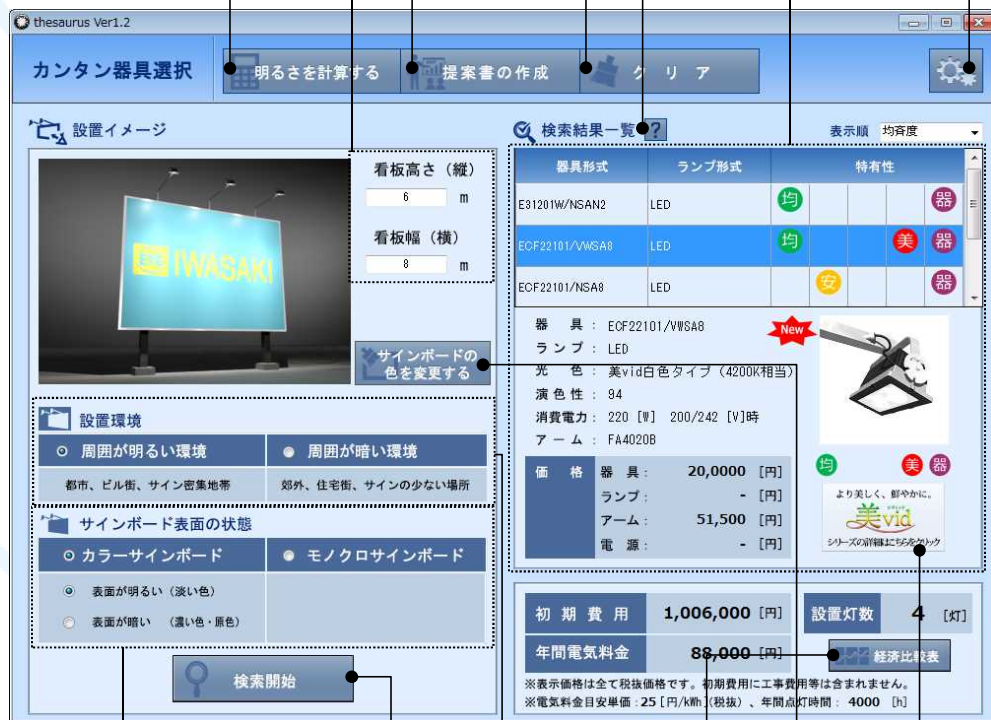 thesaurus Ver1.2
カンタン器具選択
明るさを計算する
提案書の作成
クリア
設置イメージ
看板高さ（縦）
6 m
看板幅（横）
8 m
EYE IWASAKI
サインボードの
色を変更する
設置環境
周囲が明るい環境
周囲が暗い環境
都市、ビル街、サイン密集地帯
郊外、住宅街、サインの少ない場所
サインボード表面の状態
カラーサインボード
モノクロサインボード
表面が明るい（淡い色）
表面が暗い （濃い色・原色）
検索開始
検索結果一覧 ?
表示順 均斉度
器具形式 ランプ形式 特有性
E31201W/NSAN2 LED 均 器
ECF22101/VWSA8 LED 均 美 器
ECF22101/NSA8 LED 安 器
器 具 : ECF22101/VWSA8
New
ランプ : LED
光 色 : 美vid白色タイプ（4200K相当）
演色性 : 94
消費電力 : 220 [W] 200/242 [V]時
アーム : FA4020B
価 格
器 具 : 20,0000 [円]
ランプ : - [円]
アーム : 51,500 [円]
電 源 : - [円]
均 美 器
より美しく、鮮やかに。
美vid
シリーズの詳細はこちらをクリック
初期費用 1,006,000 [円]
設置灯数 4 [灯]
年間電気料金 88,000 [円]
経済比較表
※表示価格は全て税抜価格です。初期費用に工事費用等は含まれません。
※電気料金目安単価：25 [円/kWh](税抜）、年間点灯時間： 4000 [h]